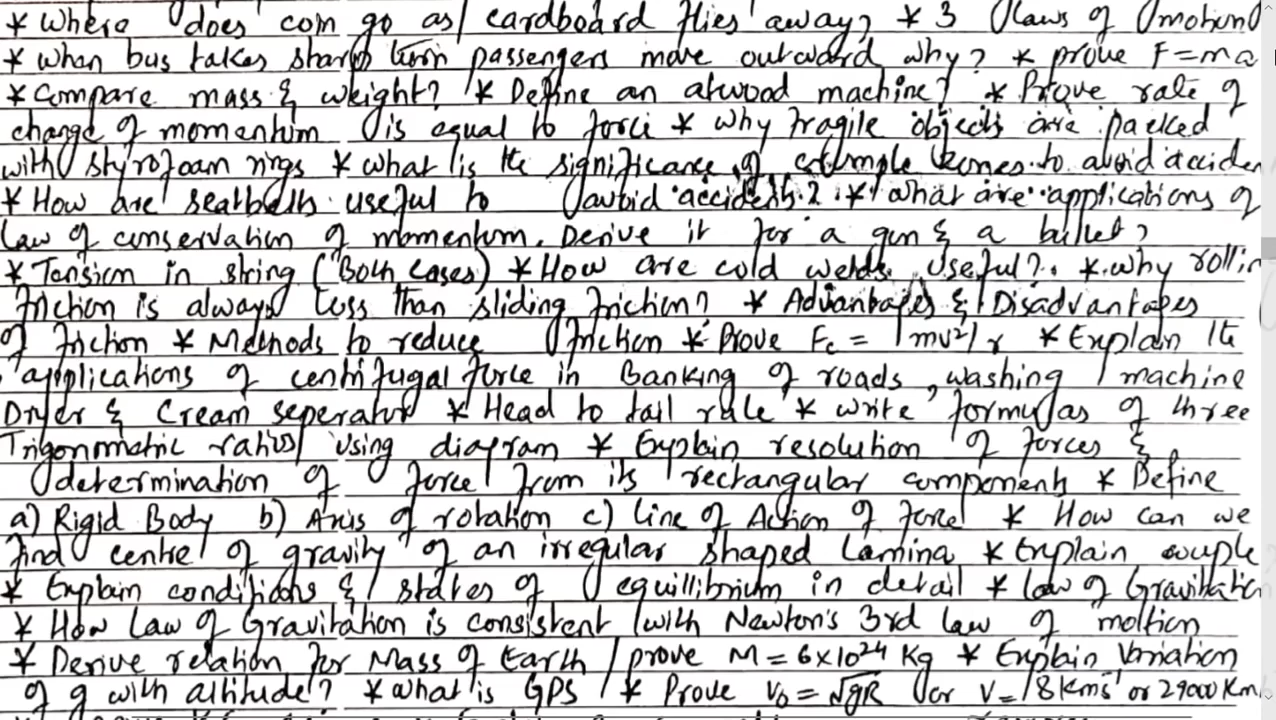 * Where does coin go as cardboard flies away? * 3 laws of motion
* when bus takes sharp turn passengers move outward why? * prove F=ma
* Compare mass & weight? * Define an atwood machine? * Prove rate of
change of momentum is equal to force * why fragile objects are packed
with styrofoam rings * what is the significance of crumple zones to avoid acciden
* How are seatbelts useful to avoid accidents? * what are applications of
law of conservation of momentum. Derive it for a gun & a bullet?
* Tension in string (Both cases) * How are cold welds useful? * why rollin
friction is always less than sliding friction? * Advantages & Disadvantages
of friction * Methods to reduce friction * Prove Fc = mv²/r * Explain the
applications of centrifugal force in Banking of roads, washing machine
Dryer & Cream seperator * Head to tail rule * write formulas of three
Trigonometric ratios using diagram * Explain resolution of forces &
determination of force from its rectangular components * Define
a) Rigid Body b) Axis of rotation c) Line of Action of force * How can we
find centre of gravity of an irregular shaped Lamina * Explain couple
* Explain conditions & states of equillibrium in detail * law of Gravitation
* How Law of Gravitation is consistent with Newton's 3rd law of motion
* Derive relation for Mass of Earth / prove M = 6x10²⁴ Kg * Explain Variation
of g with altitude? * what is GPS * Prove v₀ = √gR or V = 8 Kms⁻¹ or 29000 Km